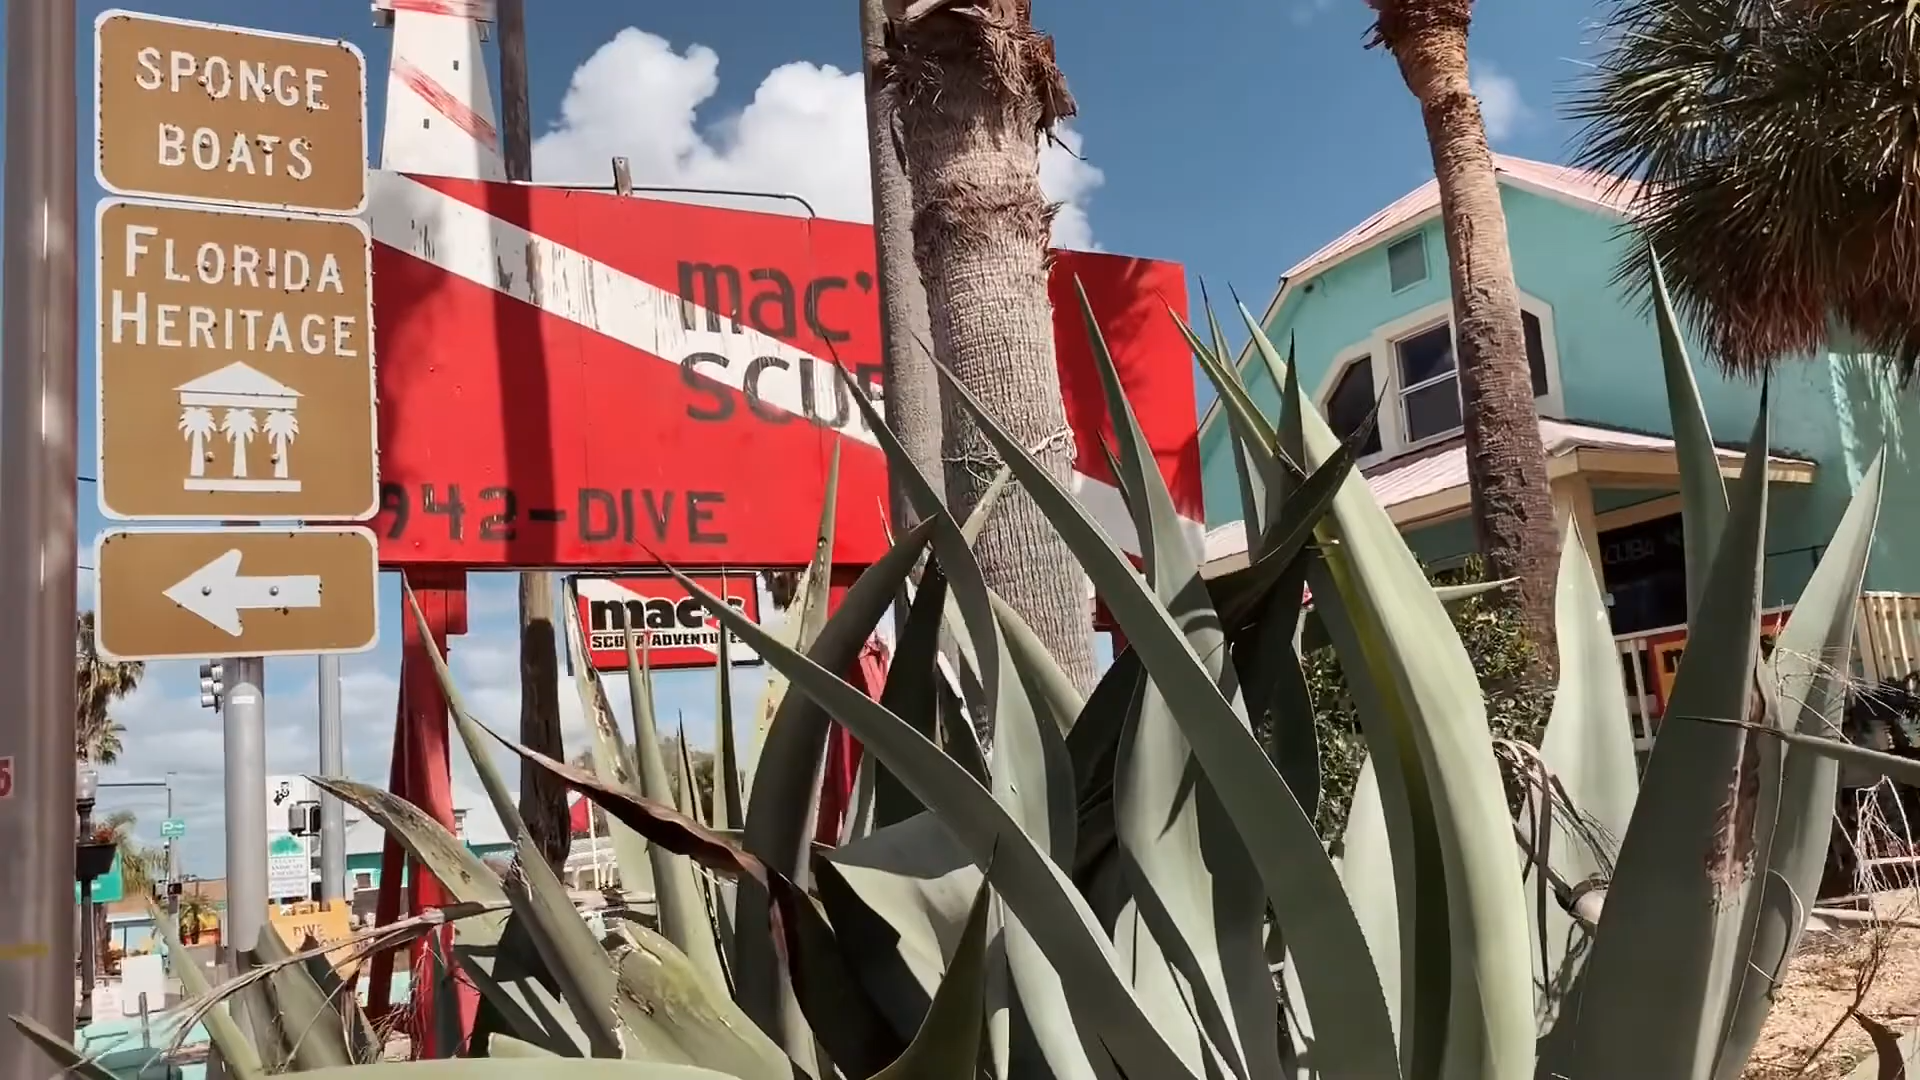 SPONGE
BOATS
FLORIDA
HERITAGE
mac's
SCU
942-DIVE
mac's
SCUBA ADVENTURES
DIVE